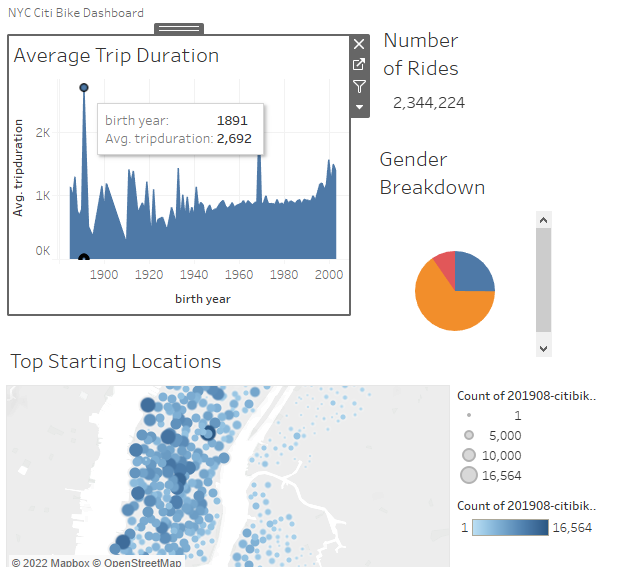 NYC Citi Bike Dashboard
Average Trip Duration
Avg. tripduration
2K
1K
0K
birth year: 1891
Avg. tripduration: 2,692
1900 1920 1940 1960 1980 2000
birth year
Number
of Rides
2,344,224
Gender
Breakdown
Top Starting Locations
© 2022 Mapbox © OpenStreetMap
Count of 201908-citibik..
1
5,000
10,000
16,564
Count of 201908-citibik..
1 16,564